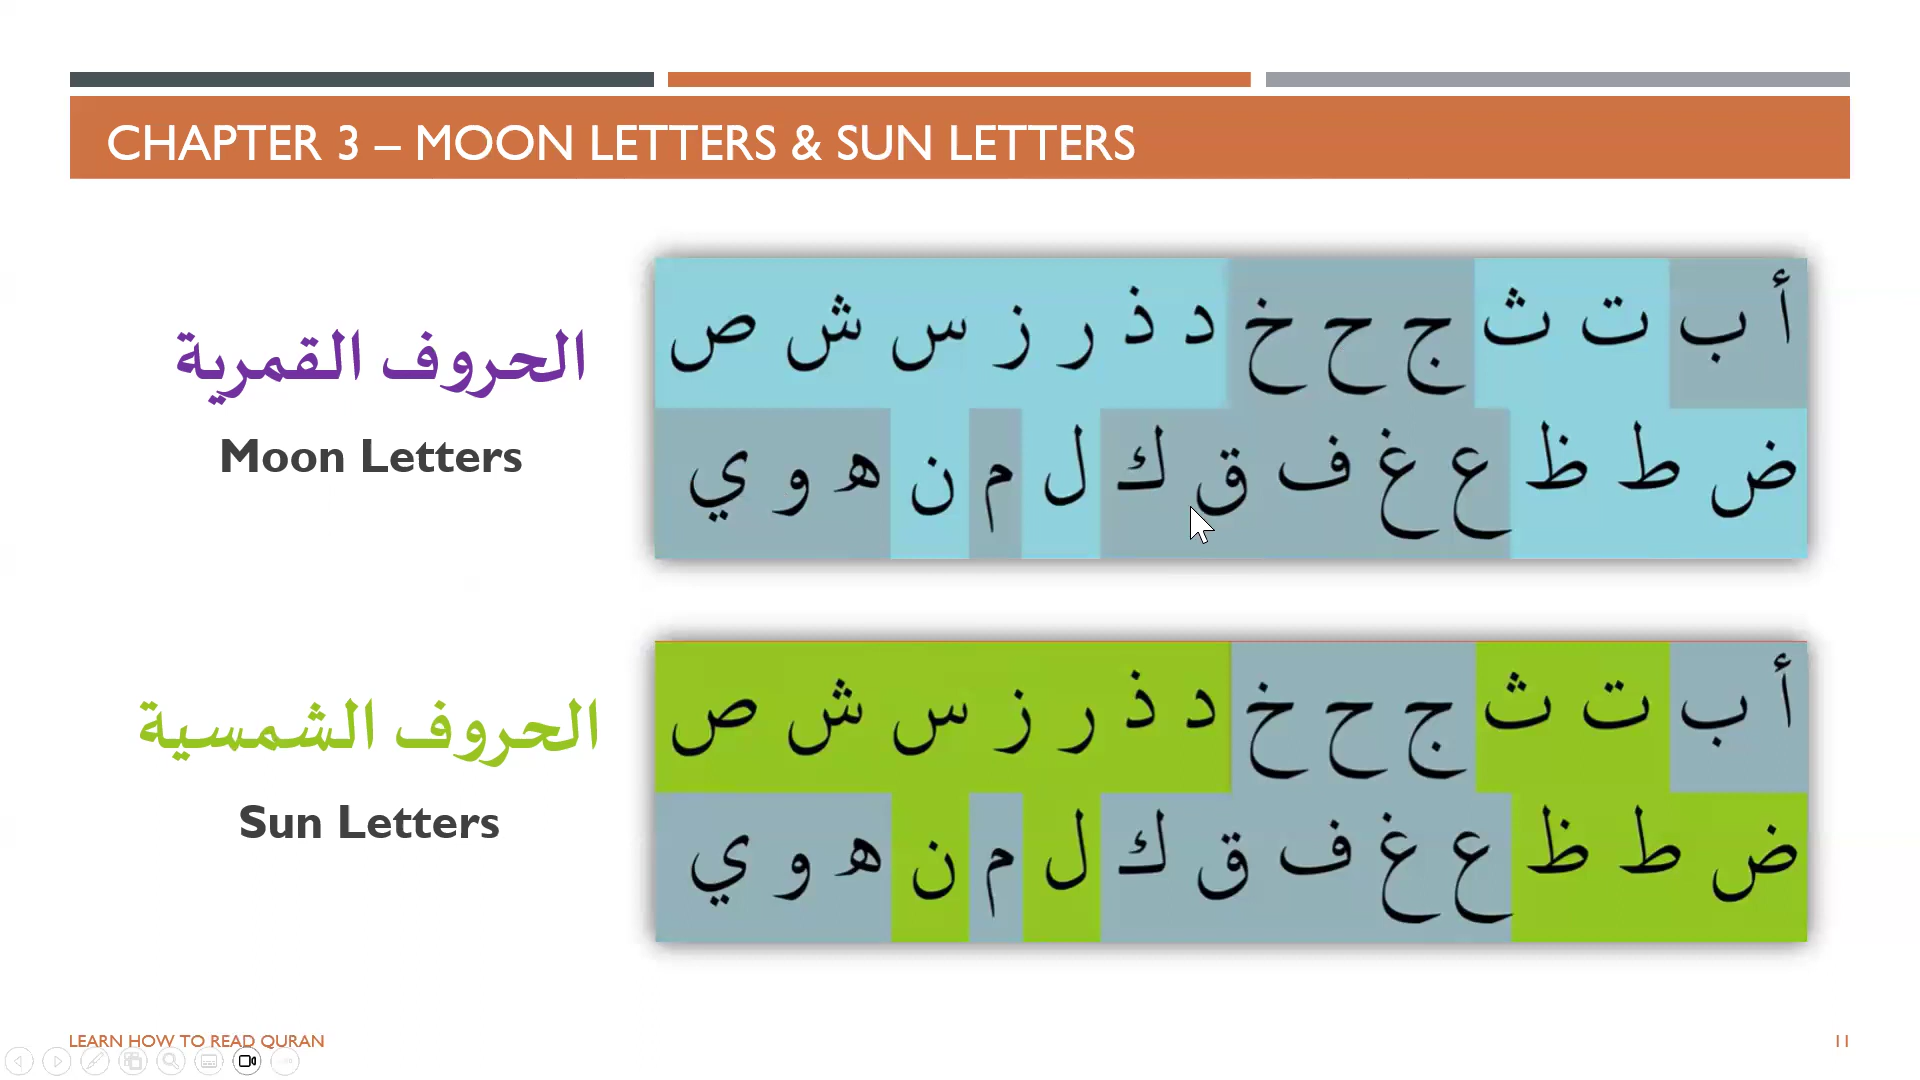 CHAPTER 3 – MOON LETTERS & SUN LETTERS
الحروف القمرية
Moon Letters
أ ب ت ث ج ح خ د ذ ر ز س ش ص
ض ط ظ ع غ ف ق ك ل م ن ه و ي
الحروف الشمسية
Sun Letters
أ ب ت ث ج ح خ د ذ ر ز س ش ص
ض ط ظ ع غ ف ق ك ل م ن ه و ي
LEARN HOW TO READ QURAN
11